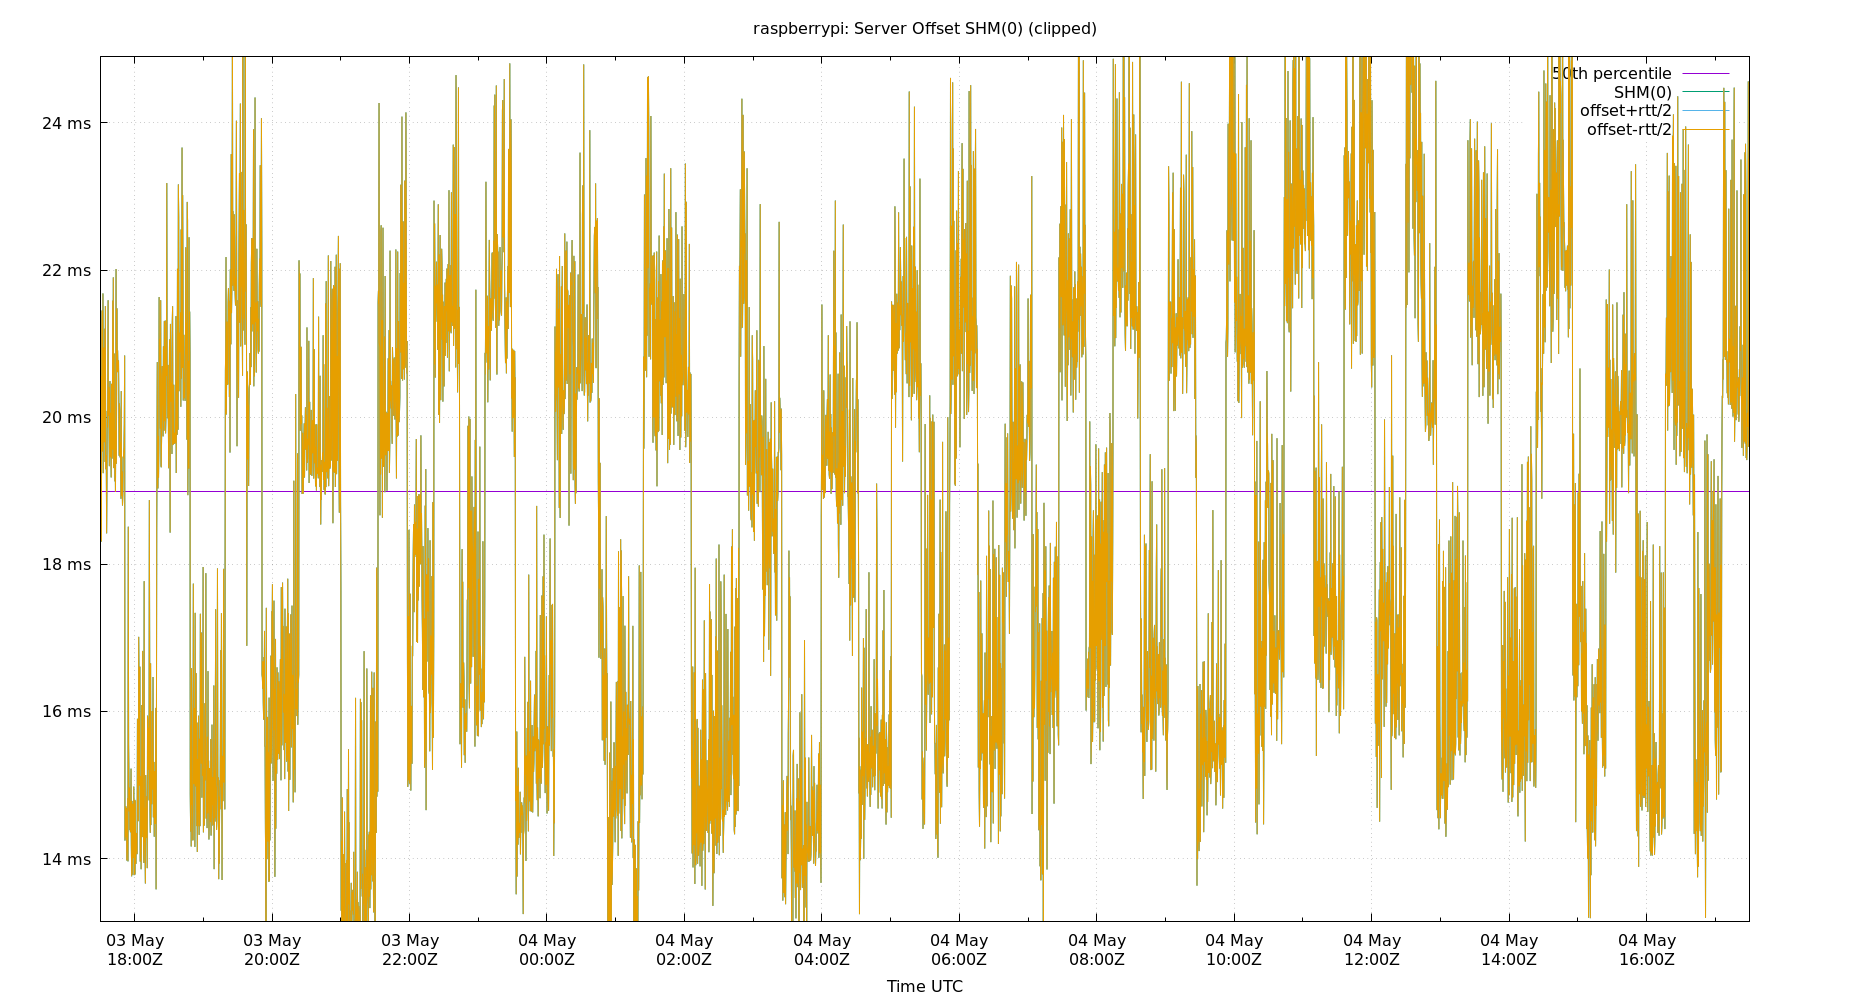 raspberrypi: Server Offset SHM(0) (clipped)
50th percentile
SHM(0)
offset+rtt/2
offset-rtt/2
24 ms
22 ms
20 ms
18 ms
16 ms
14 ms
03 May 03 May 03 May 04 May 04 May 04 May 04 May 04 May 04 May 04 May 04 May 04 May
18:00Z 20:00Z 22:00Z 00:00Z 02:00Z 04:00Z 06:00Z 08:00Z 10:00Z 12:00Z 14:00Z 16:00Z
Time UTC